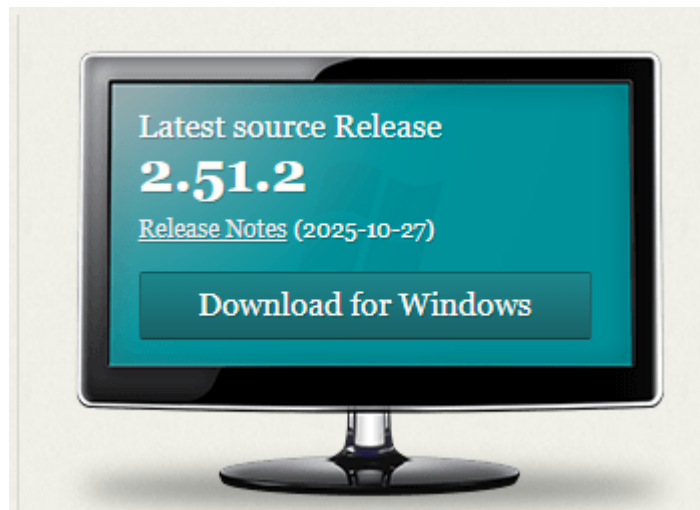 Latest source Release
2.51.2
Release Notes (2025-10-27)
Download for Windows